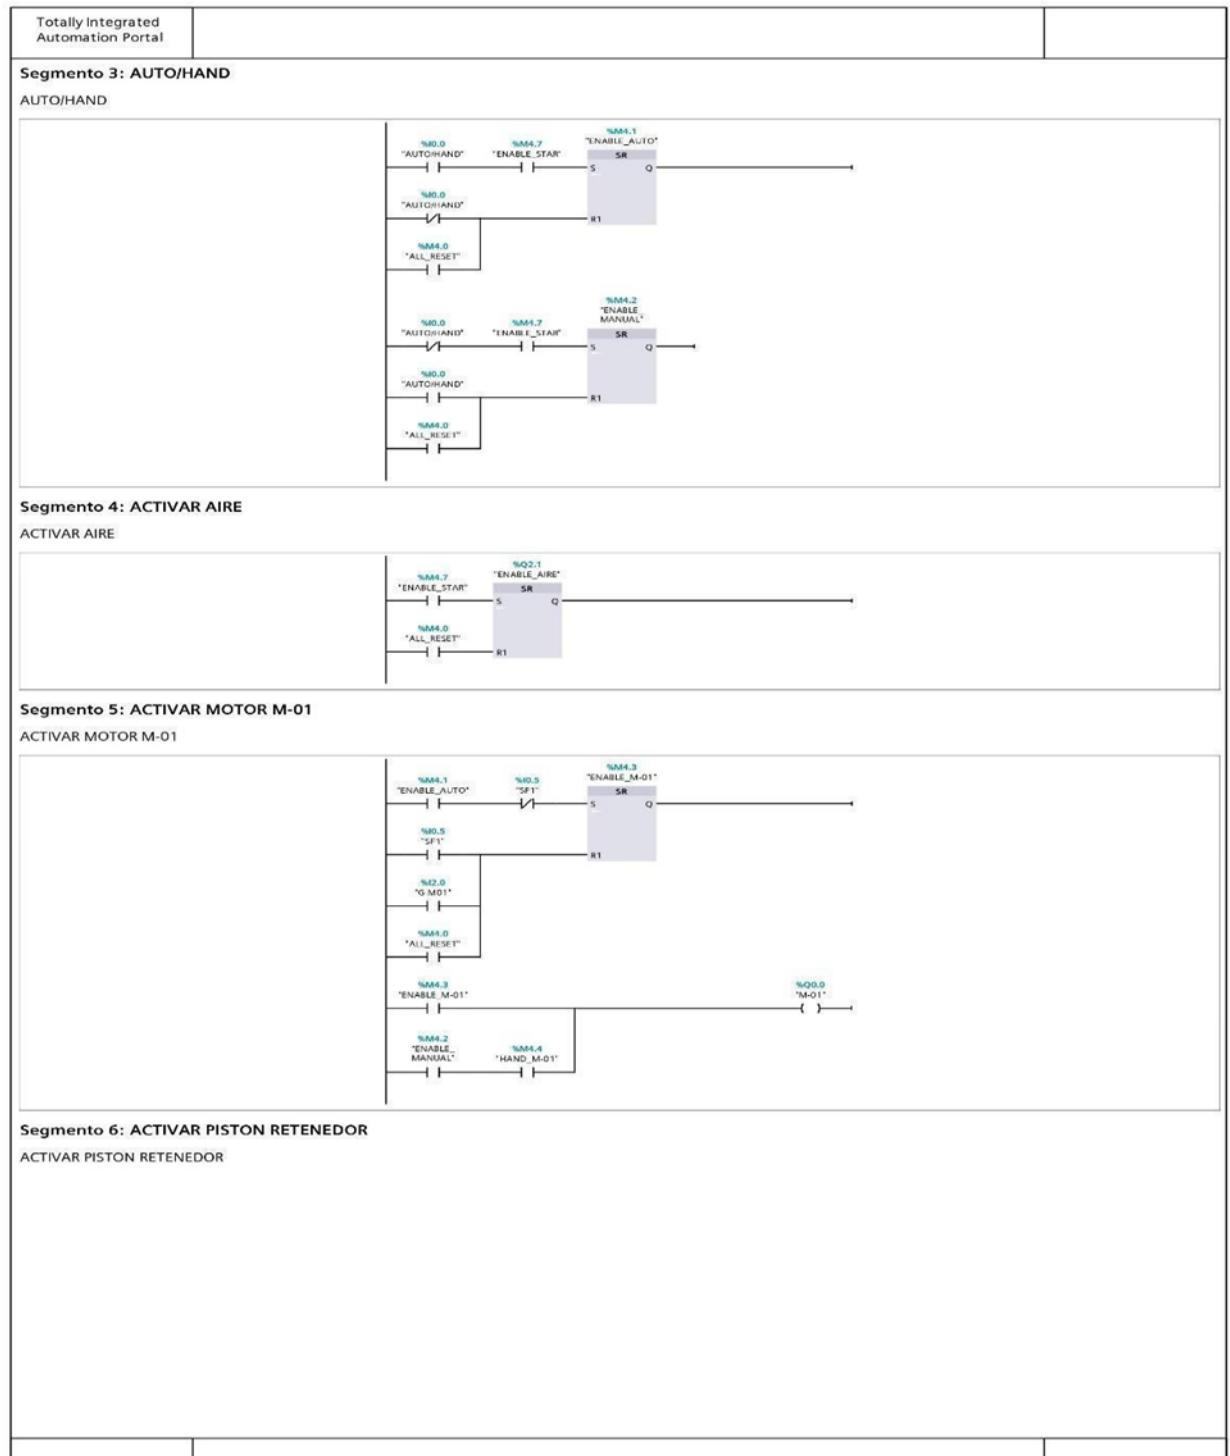 Totally Integrated
Automation Portal
Segmento 3: AUTO/HAND
AUTO/HAND
%M4.1
"ENABLE_AUTO"
%I0.0
"AUTO/HAND"
%M4.7
"ENABLE_STAR"
SR
S Q
%I0.0
"AUTO/HAND"
R1
%M4.0
"ALL_RESET"
%M4.2
"ENABLE_
MANUAL"
%I0.0
"AUTO/HAND"
%M4.7
"ENABLE_STAR"
SR
S Q
%I0.0
"AUTO/HAND"
R1
%M4.0
"ALL_RESET"
Segmento 4: ACTIVAR AIRE
ACTIVAR AIRE
%Q2.1
"ENABLE_AIRE"
%M4.7
"ENABLE_STAR"
SR
S Q
%M4.0
"ALL_RESET"
R1
Segmento 5: ACTIVAR MOTOR M-01
ACTIVAR MOTOR M-01
%M4.3
"ENABLE_M-01"
%M4.1
"ENABLE_AUTO"
%I0.5
"SF1"
SR
S Q
%I0.5
"SF1"
R1
%I2.0
"G M01"
%M4.0
"ALL_RESET"
%M4.3
"ENABLE_M-01"
%Q0.0
"M-01"
%M4.2
"ENABLE_
MANUAL"
%M4.4
"HAND_M-01"
Segmento 6: ACTIVAR PISTON RETENEDOR
ACTIVAR PISTON RETENEDOR